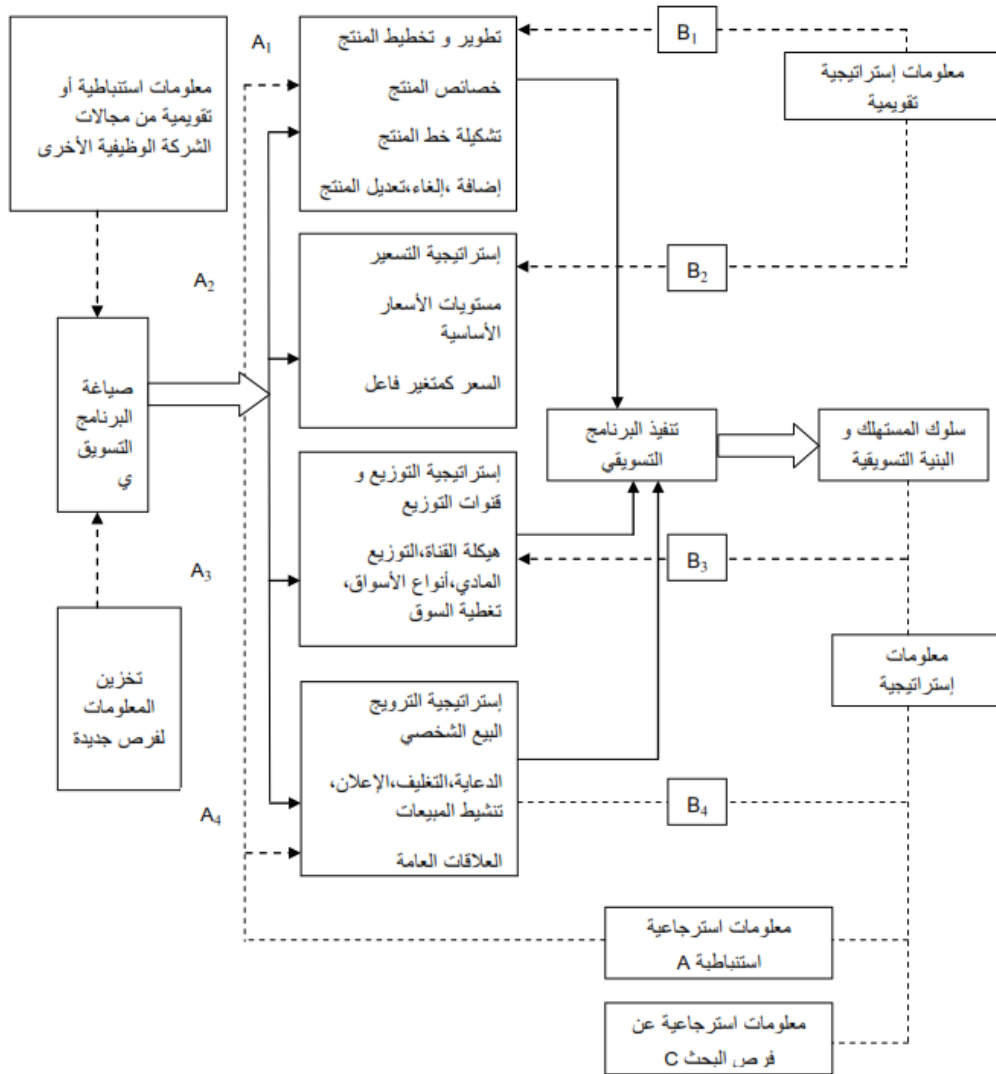 A₁
تطوير و تخطيط المنتج
خصائص المنتج
تشكيلة خط المنتج
إضافة ،إلغاء،تعديل المنتج
B₁
معلومات إستراتيجية
تقويمية
معلومات استنباطية أو
تقويمية من مجالات
الشركة الوظيفية الأخرى
A₂
إستراتيجية التسعير
مستويات الأسعار
الأساسية
السعر كمتغير فاعل
B₂
صياغة
البرنامج
التسويق
ي
تنفيذ البرنامج
التسويقي
سلوك المستهلك و
البنية التسويقية
A₃
إستراتيجية التوزيع و
قنوات التوزيع
هيكلة القناة،التوزيع
المادي،أنواع الأسواق،
تغطية السوق
B₃
تخزين
المعلومات
لفرص جديدة
معلومات
إستراتيجية
A₄
إستراتيجية الترويج
البيع الشخصي
الدعاية،التغليف،الإعلان،
تنشيط المبيعات
العلاقات العامة
B₄
معلومات استرجاعية
استنباطية A
معلومات استرجاعية عن
فرص البحث C